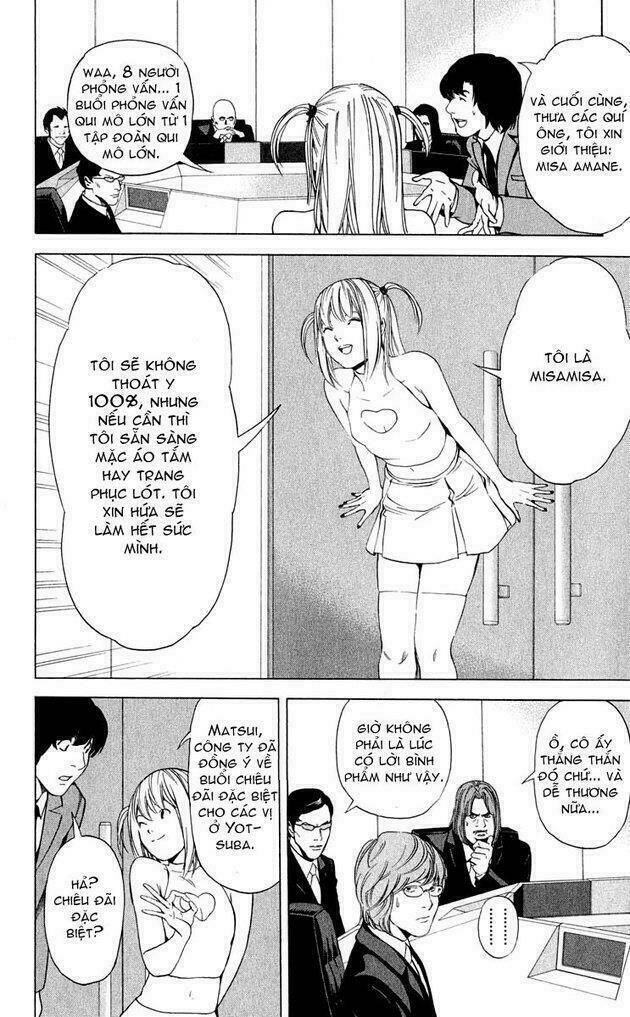 VÀ CUỐI CÙNG,
THƯA CÁC QUÍ
ÔNG, TÔI XIN
GIỚI THIỆU:
MISA AMANE.
WAA, 8 NGƯỜI
PHỎNG VẤN... 1
BUỔI PHỎNG VẤN
QUI MÔ LỚN TỪ 1
TẬP ĐOÀN QUI
MÔ LỚN.
TÔI LÀ
MISAMISA.
TÔI SẼ KHÔNG
THOÁT Y
100%, NHƯNG
NẾU CẦN THÌ
TÔI SẴN SÀNG
MẶC ÁO TẮM
HAY TRANG
PHỤC LÓT. TÔI
XIN HỨA SẼ
LÀM HẾT SỨC
MÌNH.
Ồ, CÔ ẤY
THẲNG THẮN
ĐÓ CHỨ... VÀ
DỄ THƯƠNG
NỮA...
GIỜ KHÔNG
PHẢI LÀ LÚC
CÓ LỜI BÌNH
PHẨM NHƯ VẬY.
......
MATSUI,
CÔNG TY ĐÃ
ĐỒNG Ý VỀ
BUỔI CHIÊU
ĐÃI ĐẶC BIỆT
CHO CÁC VỊ
Ở YOT-
SUBA.
HẢ?
CHIÊU ĐÃI
ĐẶC
BIỆT?